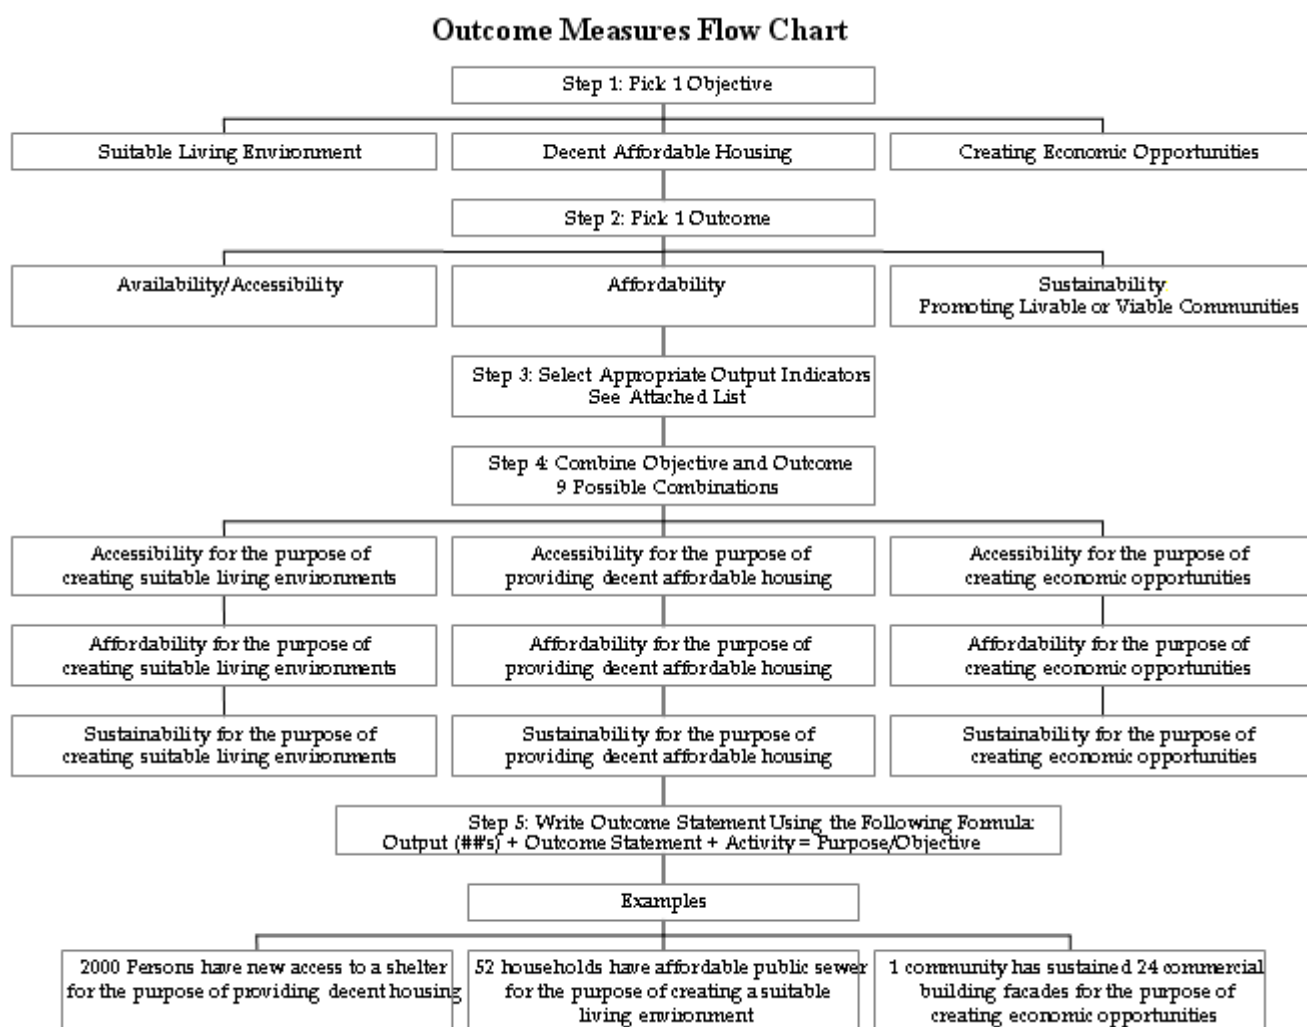 Outcome Measures Flow Chart
Step 1: Pick 1 Objective
Suitable Living Environment
Decent Affordable Housing
Creating Economic Opportunities
Step 2: Pick 1 Outcome
Availability/Accessibility
Affordability
Sustainability
Promoting Livable or Viable Communities
Step 3: Select Appropriate Output Indicators
See Attached List
Step 4: Combine Objective and Outcome
9 Possible Combinations
Accessibility for the purpose of
creating suitable living environments
Accessibility for the purpose of
providing decent affordable housing
Accessibility for the purpose of
creating economic opportunities
Affordability for the purpose of
creating suitable living environments
Affordability for the purpose of
providing decent affordable housing
Affordability for the purpose of
creating economic opportunities
Sustainability for the purpose of
creating suitable living environments
Sustainability for the purpose of
providing decent affordable housing
Sustainability for the purpose of
creating economic opportunities
Step 5: Write Outcome Statement Using the Following Formula:
Output (##'s) + Outcome Statement + Activity = Purpose/Objective
Examples
2000 Persons have new access to a shelter
for the purpose of providing decent housing
52 households have affordable public sewer
for the purpose of creating a suitable
living environment
1 community has sustained 24 commercial
building facades for the purpose of
creating economic opportunities